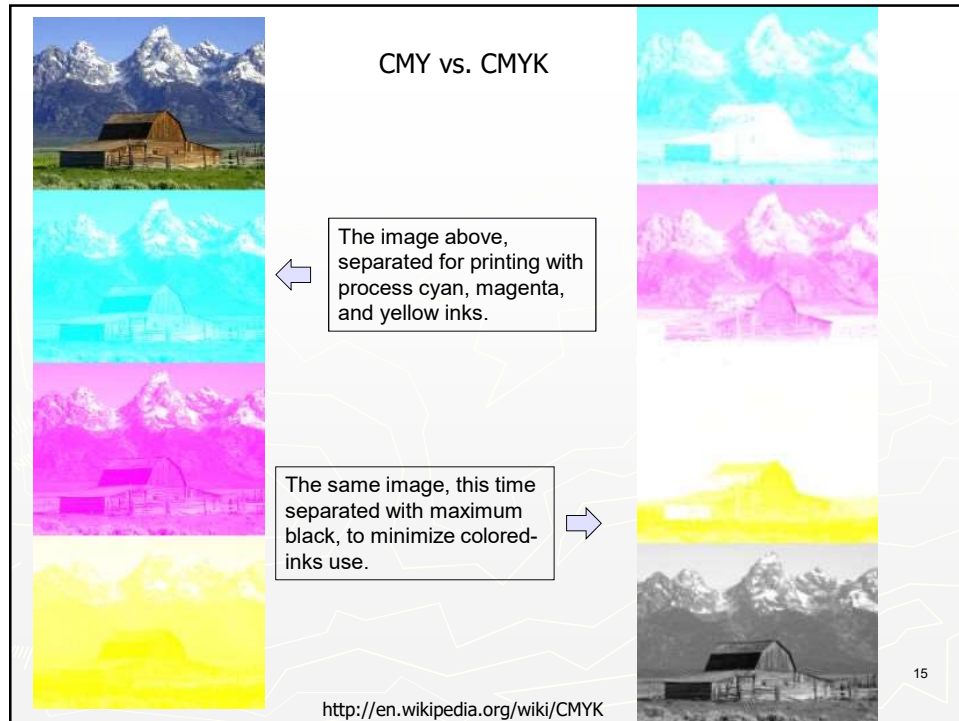 CMY vs. CMYK
The image above,
separated for printing with
process cyan, magenta,
and yellow inks.
The same image, this time
separated with maximum
black, to minimize colored-
inks use.
15
http://en.wikipedia.org/wiki/CMYK